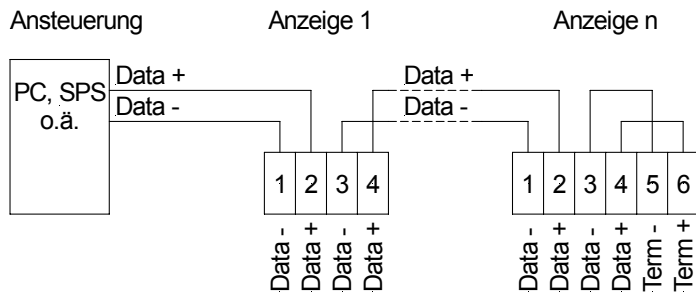 Ansteuerung
Anzeige 1
Anzeige n
PC, SPS
o.ä.
Data +
Data -
Data +
Data -
1 2 3 4
Data -
Data +
Data -
Data +
1 2 3 4 5 6
Data -
Data +
Data -
Data +
Term -
Term +